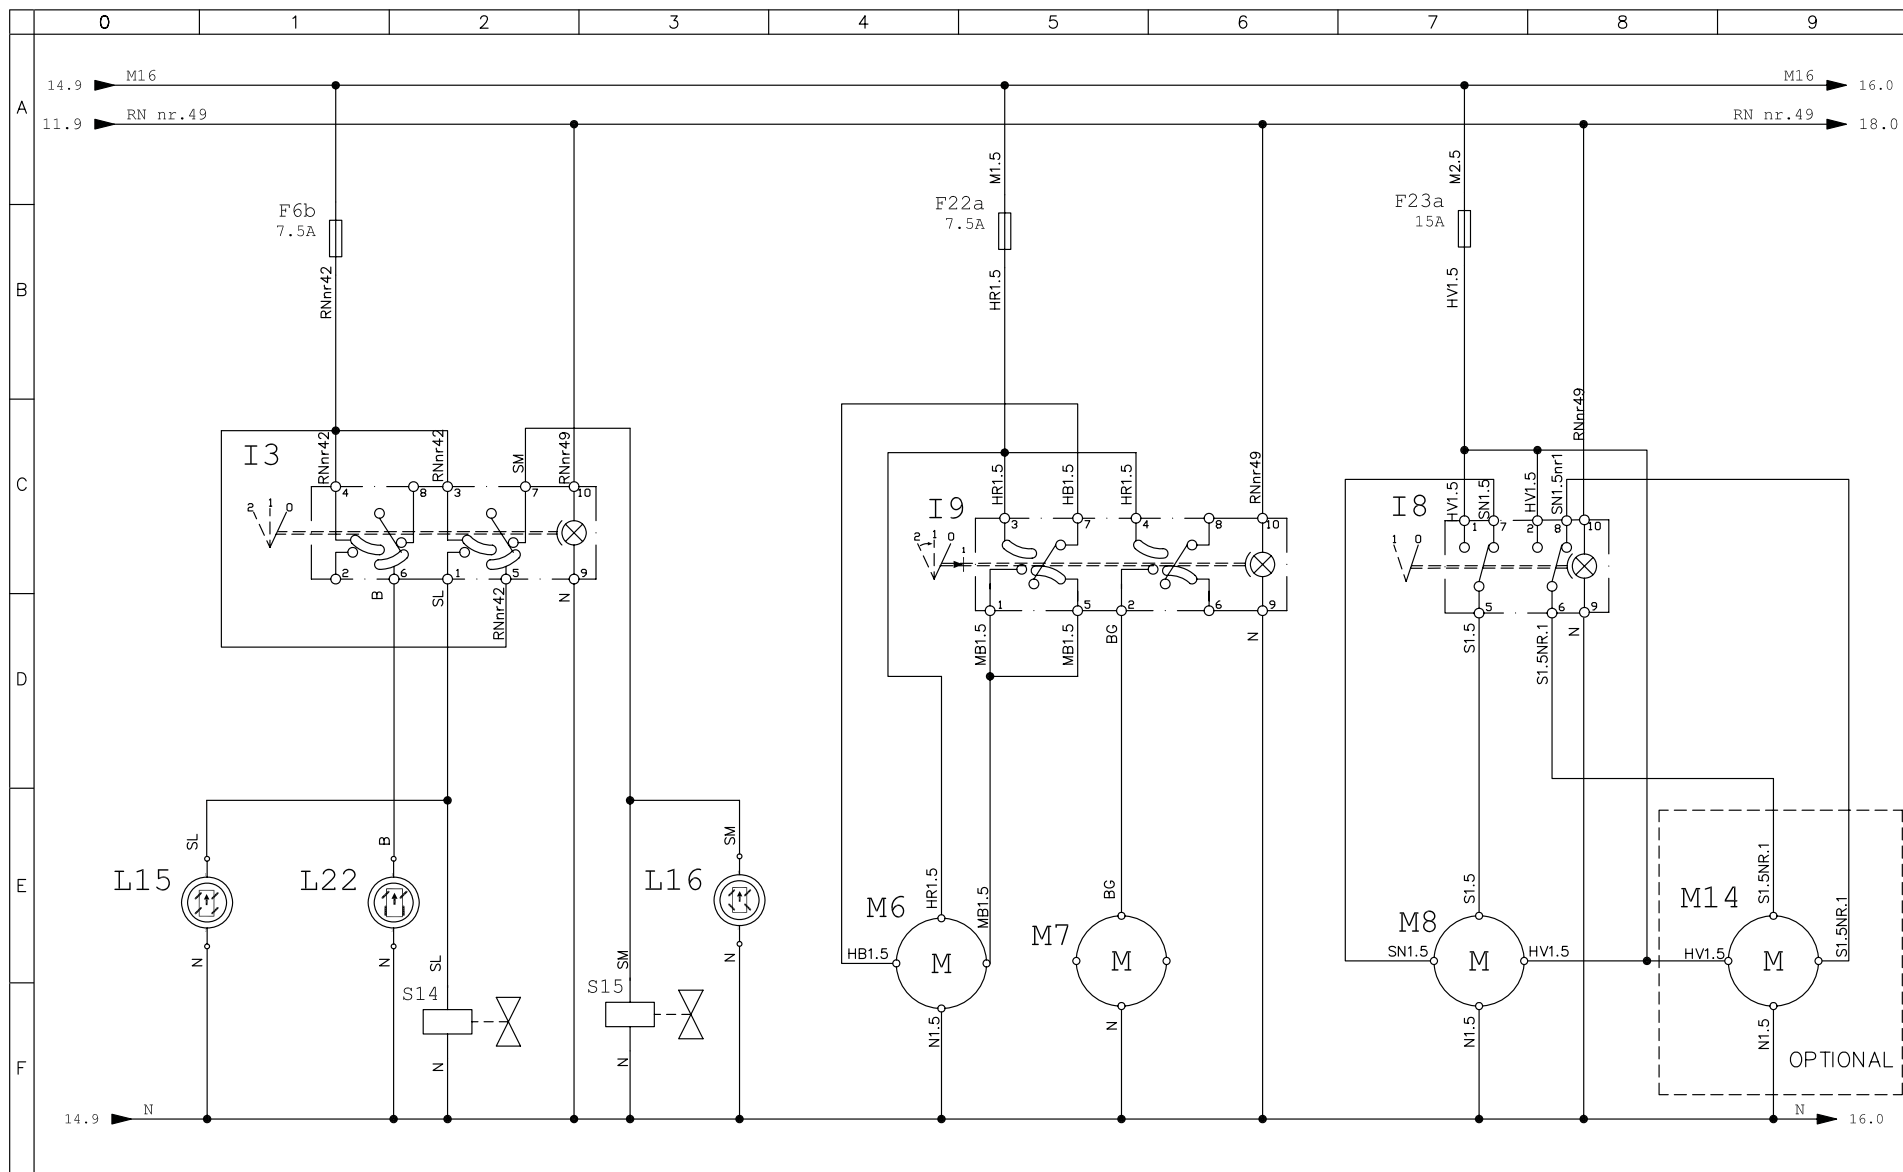 0 1 2 3 4 5 6 7 8 9
A
B
C
D
E
F
14.9 M16 M16 16.0
11.9 RN nr.49 RN nr.49 18.0
M1.5
M2.5
F6b
7.5A
F22a
7.5A
F23a
15A
RNnr42
HR1.5
HV1.5
I3
RNnr42
RNnr42
SM
RNnr49
4 8 3 7 10
2 1 0
2 6 1 5 9
B
SL
RNnr42
N
I9
HR1.5
HB1.5
HR1.5
RNnr49
3 7 4 8 10
2 1 0
1
1 5 2 6 9
MB1.5
MB1.5
BG
N
I8
HV1.5
SN1.5
HV1.5
SN1.5nr1
RNnr49
1 7 2 8 10
1 0
5 6 9
S1.5
S1.5NR.1
N
SL
L15
N
B
L22
N
SL
S14
N
SM
S15
N
SM
L16
N
HR1.5
MB1.5
M6
HB1.5
M
N1.5
BG
M7
M
N
S1.5
M8
SN1.5
M
HV1.5
N1.5
S1.5NR.1
S1.5NR.1
M14
HV1.5
M
N1.5
OPTIONAL
14.9 N N 16.0